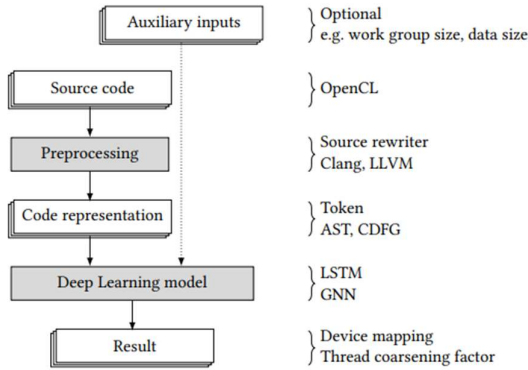 Auxiliary inputs
Optional
e.g. work group size, data size
Source code
OpenCL
Preprocessing
Source rewriter
Clang, LLVM
Code representation
Token
AST, CDFG
Deep Learning model
LSTM
GNN
Result
Device mapping
Thread coarsening factor